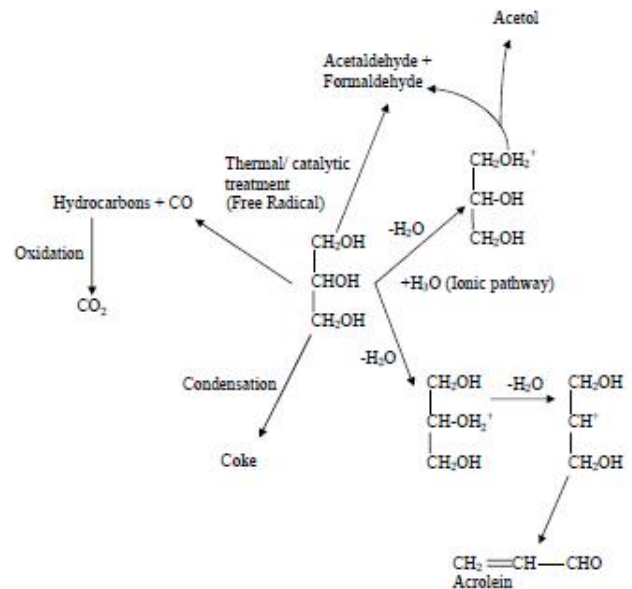 Acetol
Acetaldehyde +
Formaldehyde
Thermal/ catalytic
treatment
(Free Radical)
CH₂OH₂⁺
CH-OH
CH₂OH
-H₂O
Hydrocarbons + CO
Oxidation
CO₂
CH₂OH
CHOH
CH₂OH
+H₃O (Ionic pathway)
-H₂O
Condensation
Coke
CH₂OH
CH-OH₂⁺
CH₂OH
-H₂O
CH₂OH
CH⁺
CH₂OH
CH₂=CH—CHO
Acrolein